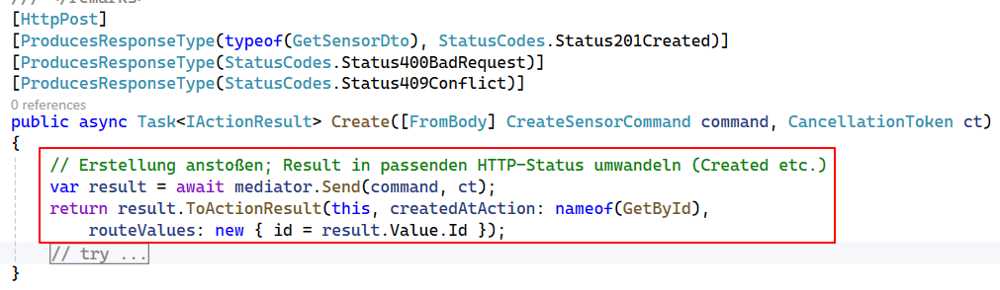 /// </remarks>
[HttpPost]
[ProducesResponseType(typeof(GetSensorDto), StatusCodes.Status201Created)]
[ProducesResponseType(StatusCodes.Status400BadRequest)]
[ProducesResponseType(StatusCodes.Status409Conflict)]
0 references
public async Task<IActionResult> Create([FromBody] CreateSensorCommand command, CancellationToken ct)
{
// Erstellung anstoßen; Result in passenden HTTP-Status umwandeln (Created etc.)
var result = await mediator.Send(command, ct);
return result.ToActionResult(this, createdAtAction: nameof(GetById),
routeValues: new { id = result.Value.Id });
// try ...
}